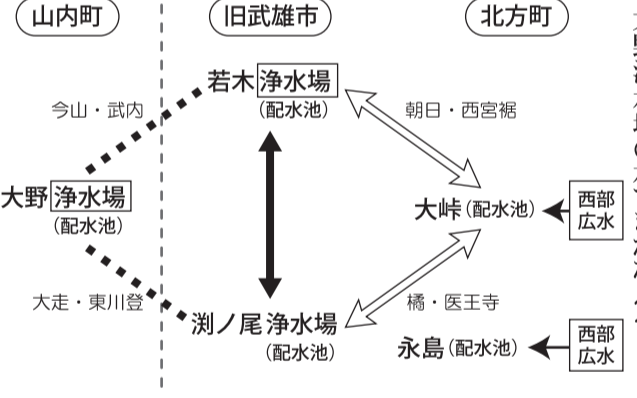 山内町
旧武雄市
北方町
若木浄水場
(配水池)
今山・武内
朝日・西宮裾
大野浄水場
(配水池)
大峠(配水池)
西部
広水
大走・東川登
渕ノ尾浄水場
(配水池)
橘・医王寺
永島(配水池)
西部
広水